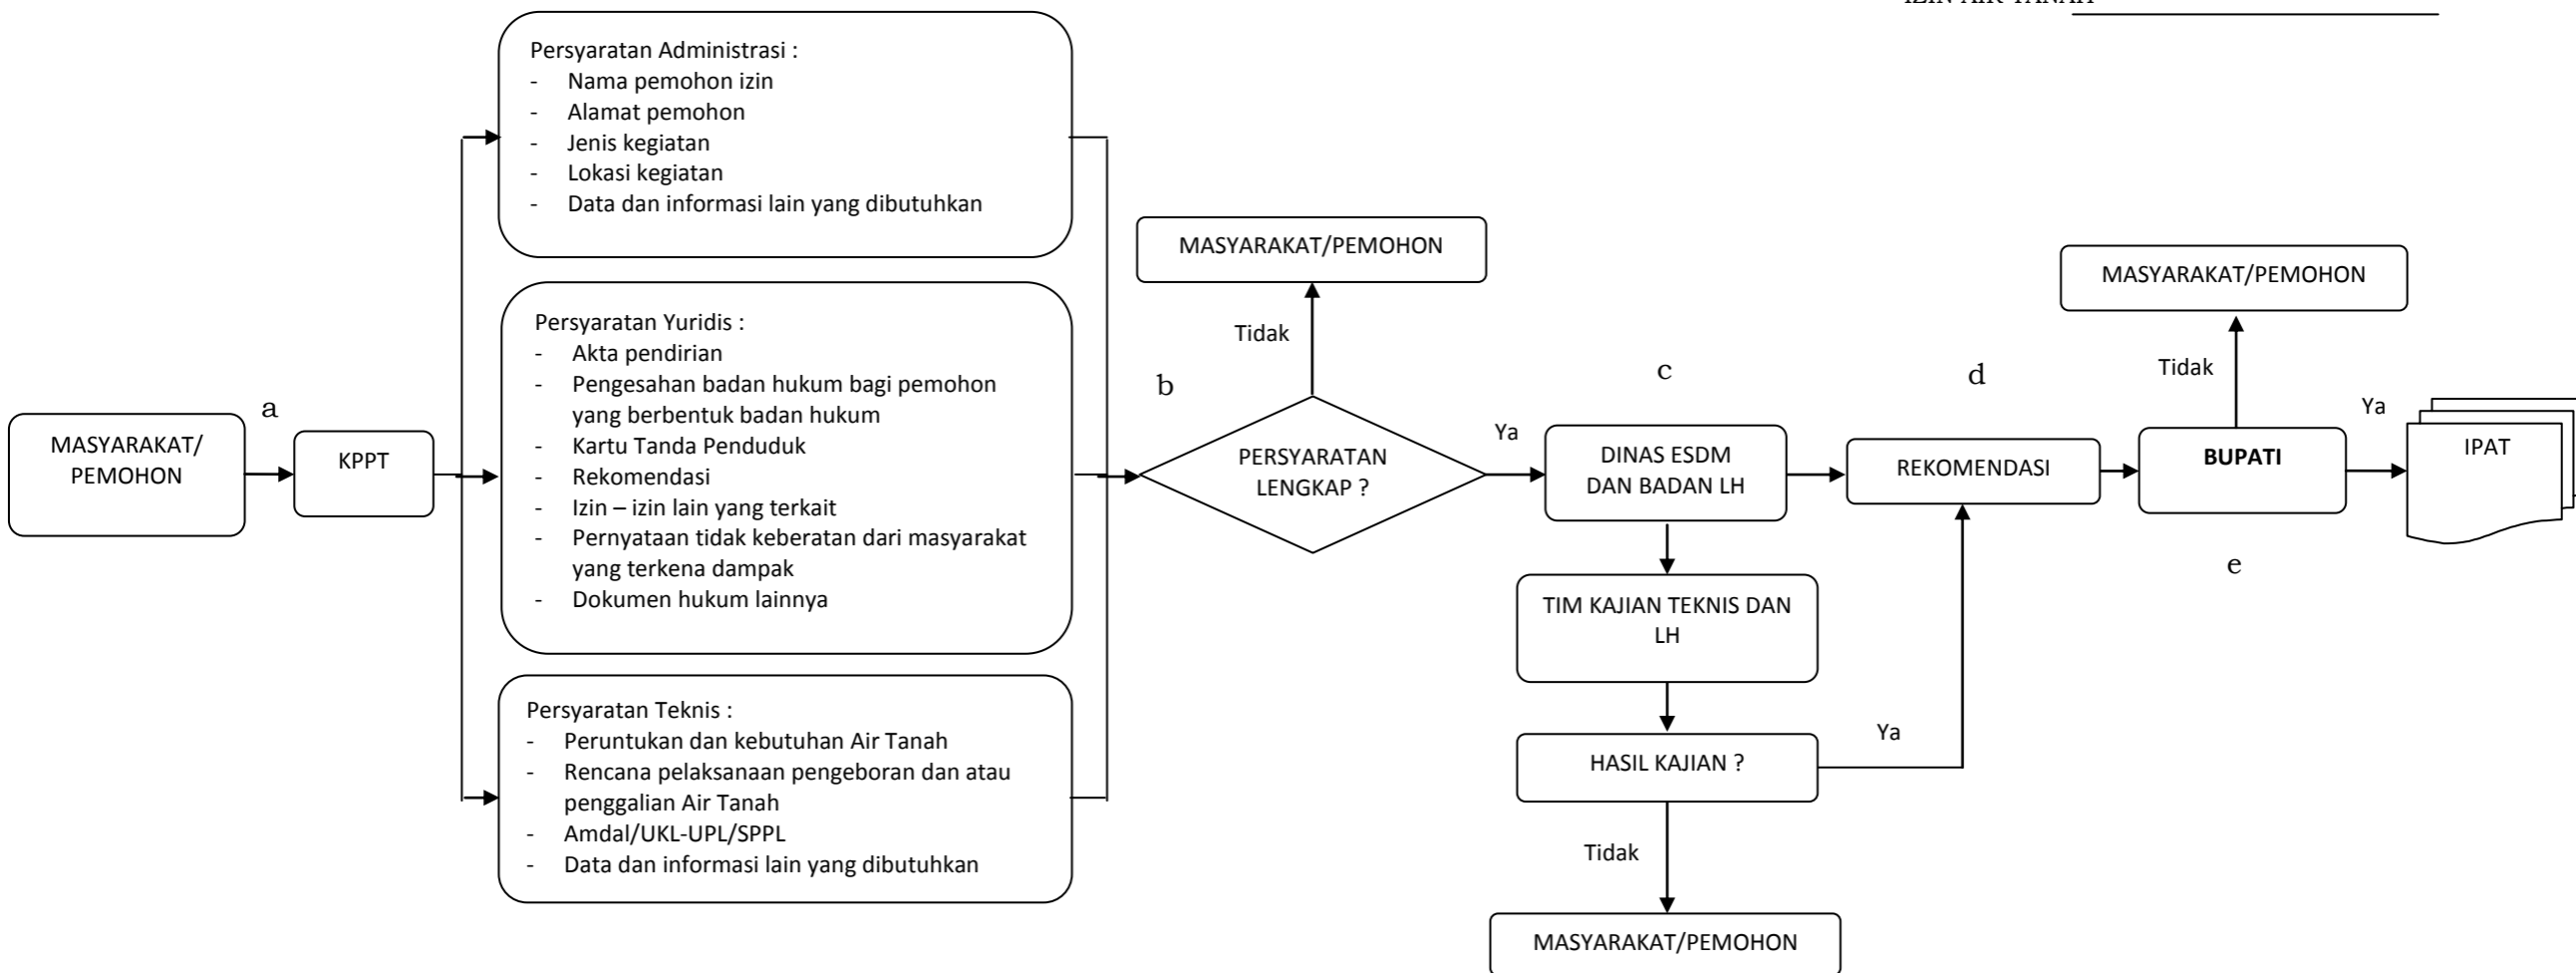 IZIN AIR TANAH
Persyaratan Administrasi :
- Nama pemohon izin
- Alamat pemohon
- Jenis kegiatan
- Lokasi kegiatan
- Data dan informasi lain yang dibutuhkan
MASYARAKAT/PEMOHON
MASYARAKAT/PEMOHON
Persyaratan Yuridis :
- Akta pendirian
- Pengesahan badan hukum bagi pemohon
yang berbentuk badan hukum
- Kartu Tanda Penduduk
- Rekomendasi
- Izin – izin lain yang terkait
- Pernyataan tidak keberatan dari masyarakat
yang terkena dampak
- Dokumen hukum lainnya
Tidak
Tidak
a
b
c
d
Ya
Ya
MASYARAKAT/
PEMOHON
KPPT
PERSYARATAN
LENGKAP ?
DINAS ESDM
DAN BADAN LH
REKOMENDASI
BUPATI
IPAT
e
TIM KAJIAN TEKNIS DAN
LH
Persyaratan Teknis :
- Peruntukan dan kebutuhan Air Tanah
- Rencana pelaksanaan pengeboran dan atau
penggalian Air Tanah
- Amdal/UKL-UPL/SPPL
- Data dan informasi lain yang dibutuhkan
HASIL KAJIAN ?
Ya
Tidak
MASYARAKAT/PEMOHON